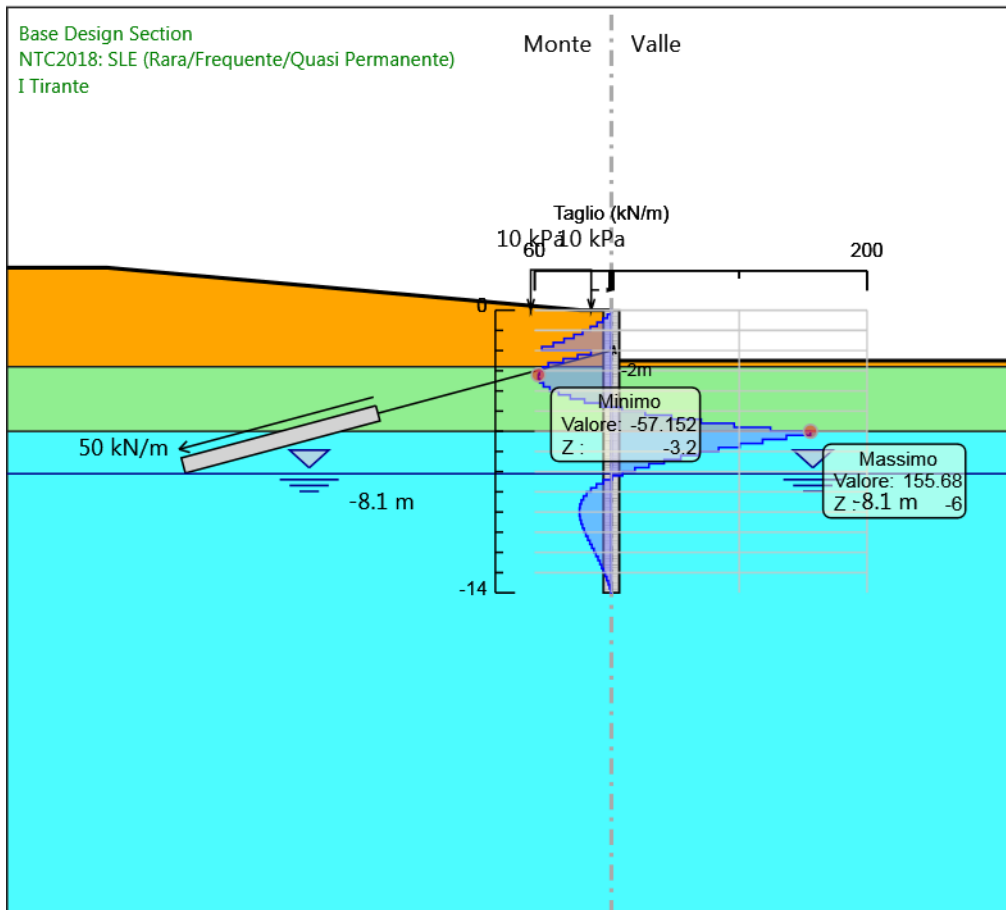 Base Design Section
NTC2018: SLE (Rara/Frequente/Quasi Permanente)
I Tirante
Monte
Valle
Taglio (kN/m)
10 kPa
10 kPa
60
200
0
-2m
Minimo
Valore: -57.152
Z : -3.2
50 kN/m
-8.1 m
Massimo
Valore: 155.68
Z : -6
-8.1 m
-14